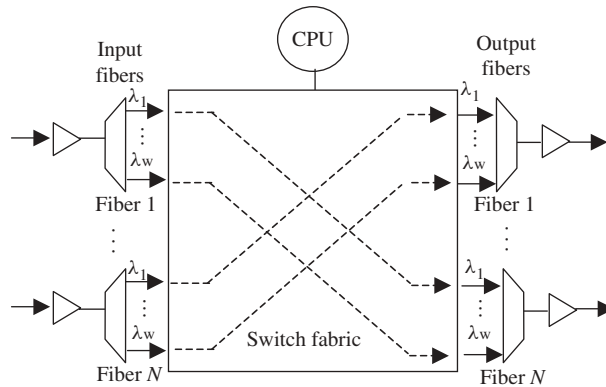 CPU
Input
fibers
Output
fibers
λ1
⋮
λw
Fiber 1
λ1
⋮
λw
Fiber 1
⋮
⋮
λ1
⋮
λw
Fiber N
Switch fabric
λ1
⋮
λw
Fiber N